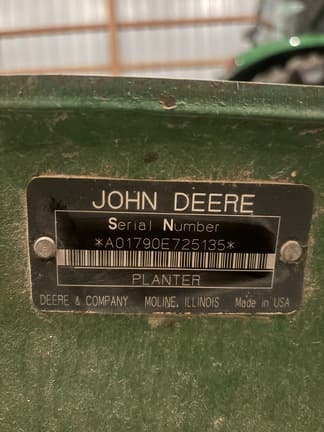 JOHN DEERE
Serial Number
*A01790E725135*
PLANTER
DEERE & COMPANY MOLINE, ILLINOIS Made in USA